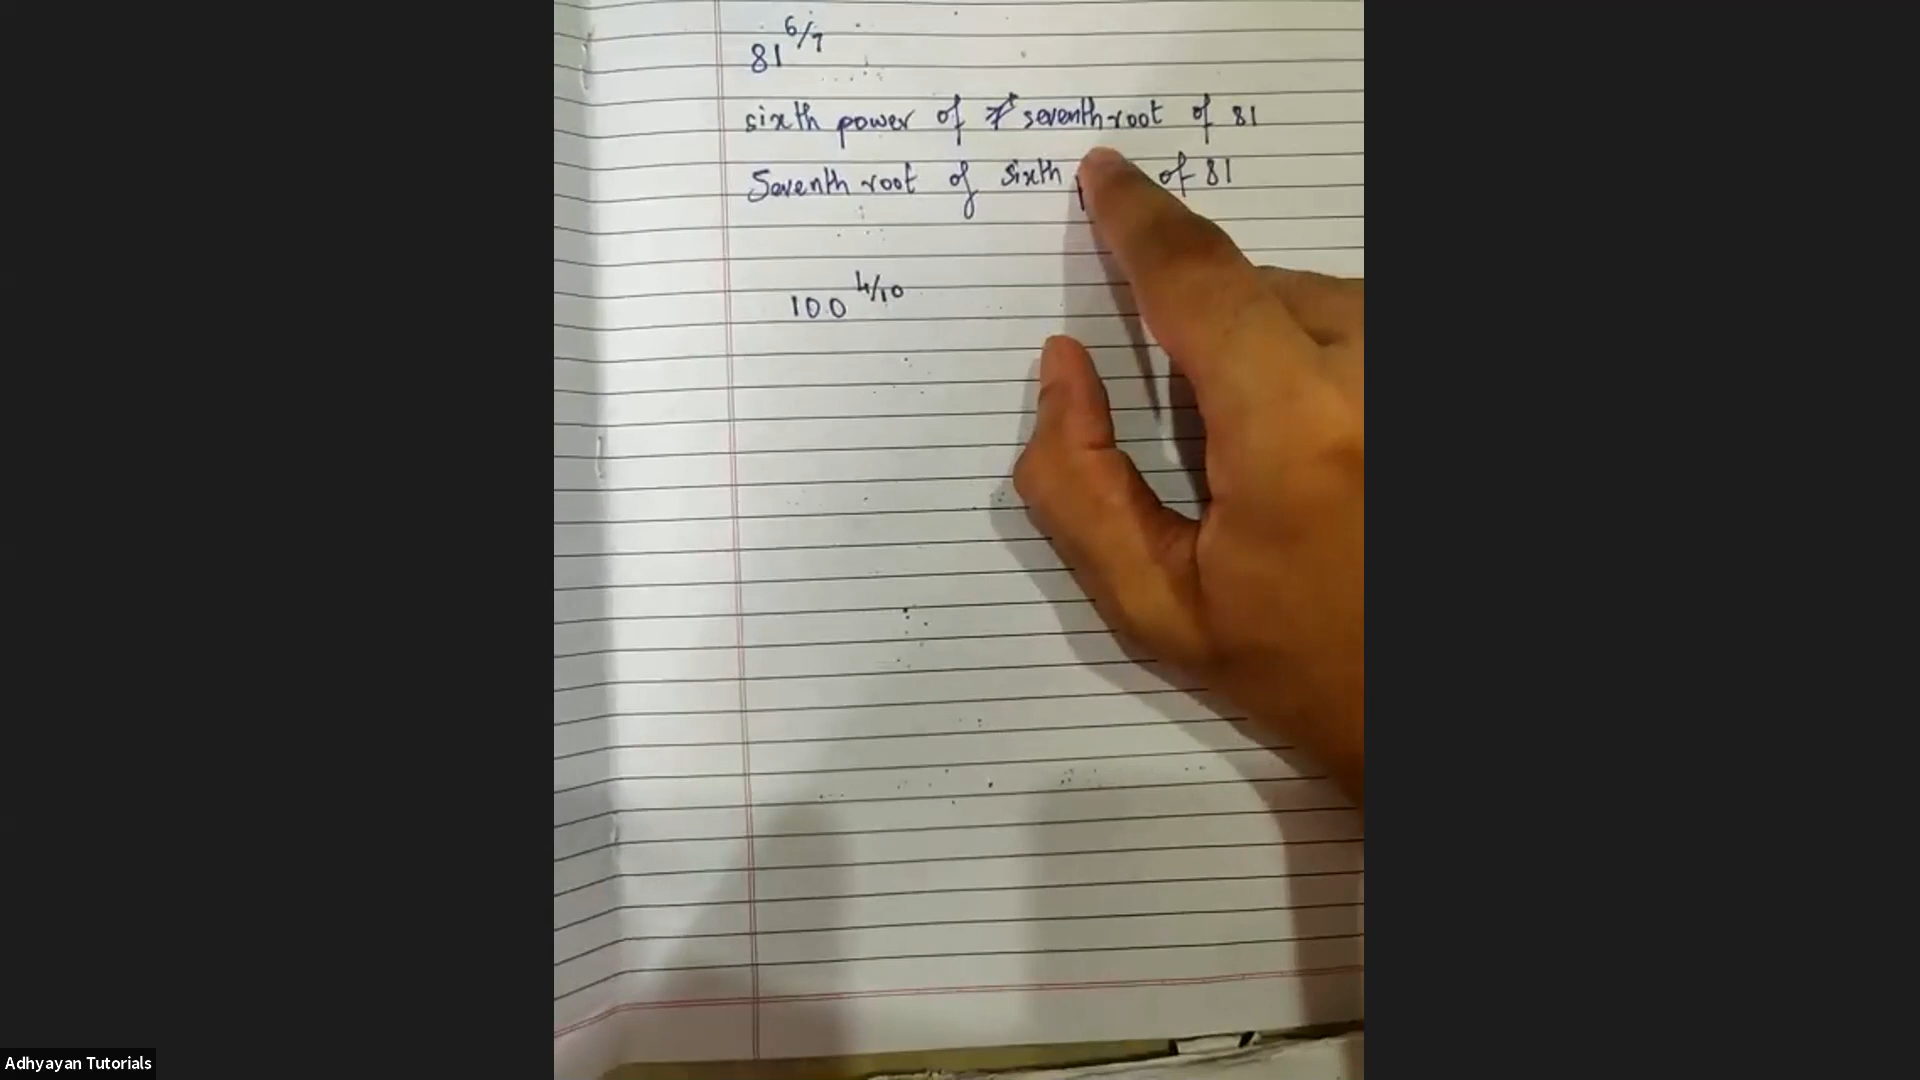 81^6/7
sixth power of seventh root of 81
Seventh root of sixth of 81
100^4/10
Adhyayan Tutorials